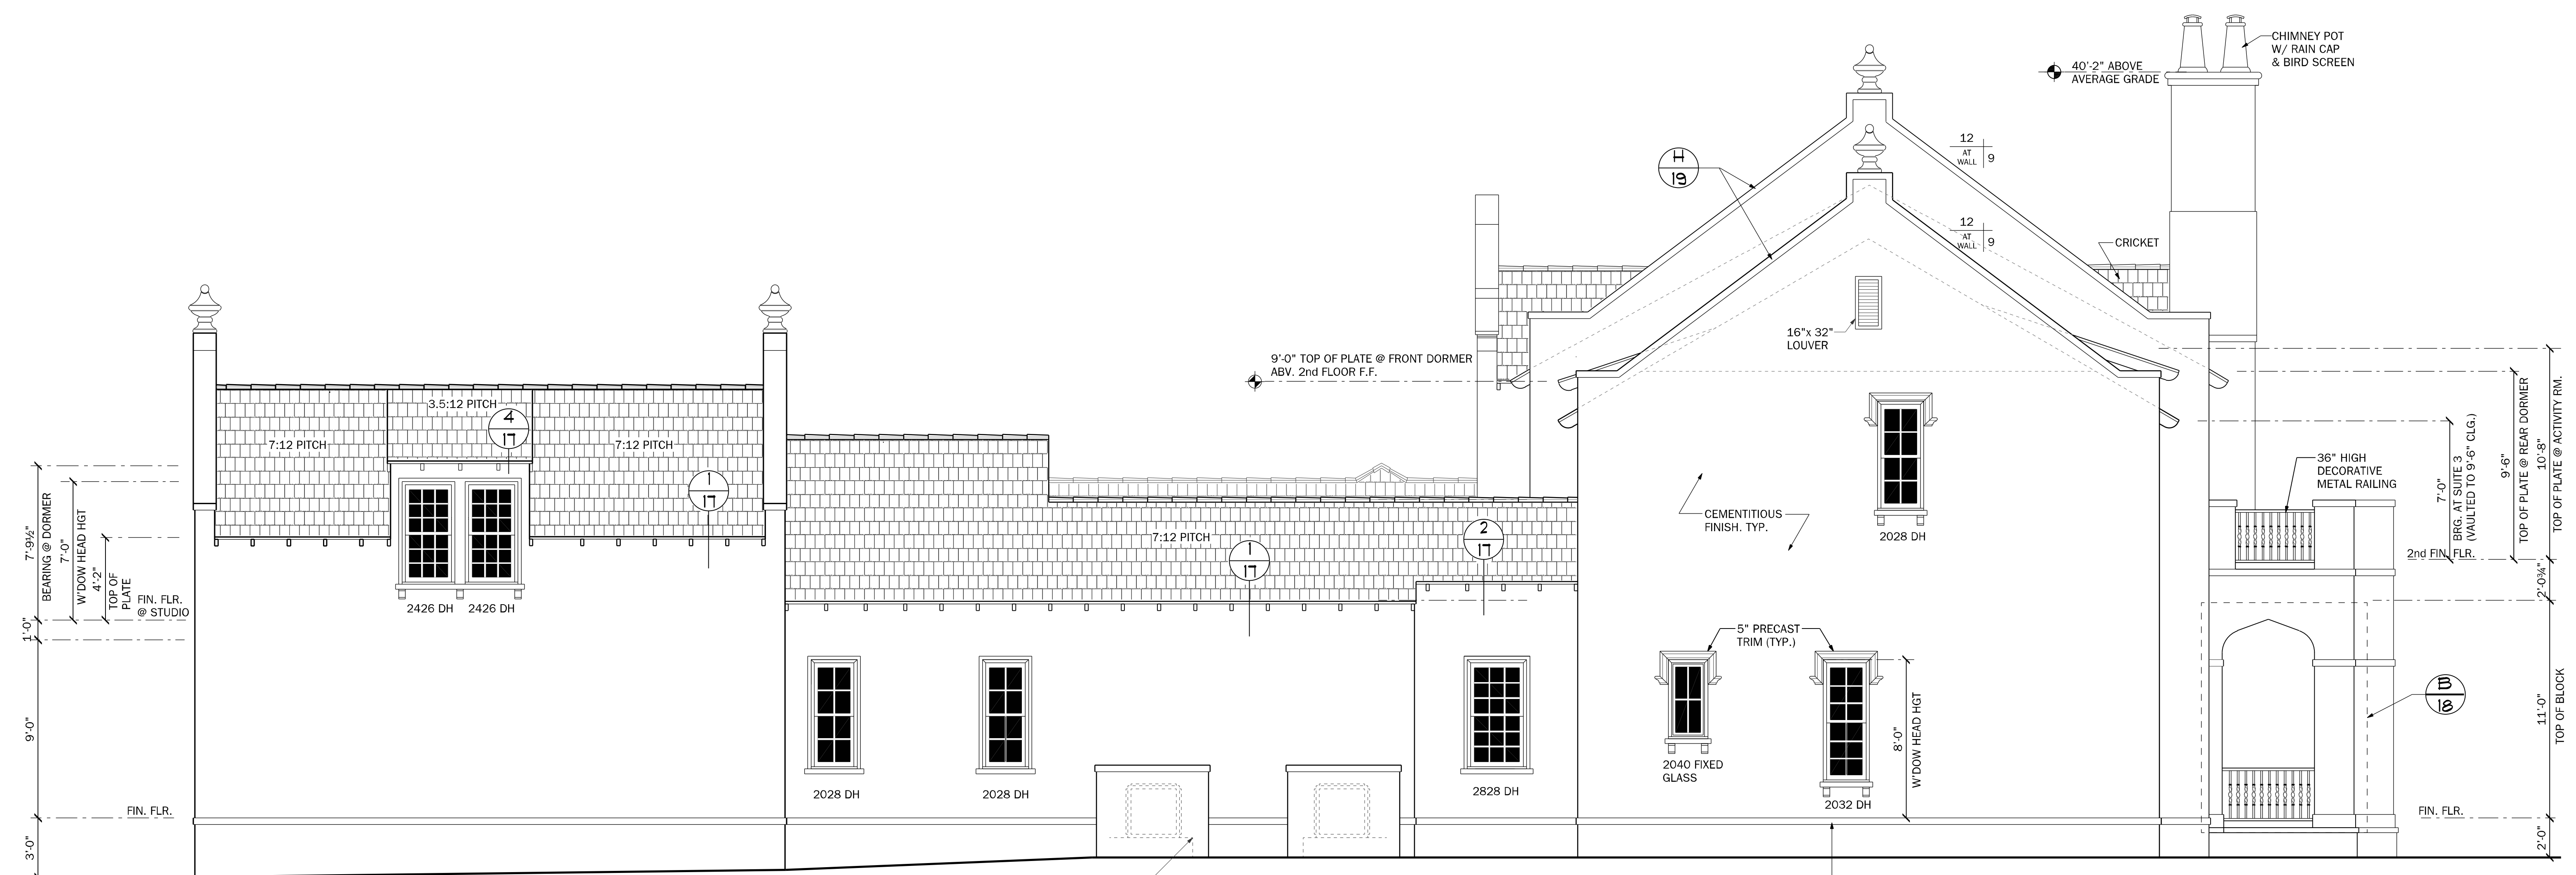 CHIMNEY POT
W/ RAIN CAP
& BIRD SCREEN
40'-2" ABOVE
AVERAGE GRADE
12
AT
WALL
9
H
19
12
AT
WALL
9
CRICKET
16"x 32"
LOUVER
9'-0" TOP OF PLATE @ FRONT DORMER
ABV. 2nd FLOOR F.F.
3.5:12 PITCH
4
17
7:12 PITCH
7:12 PITCH
1
17
2426 DH
2426 DH
7'-9½"
BEARING @ DORMER
7'-0"
W'DOW HEAD HGT
4'-2"
TOP OF
PLATE
FIN. FLR.
@ STUDIO
1'-0"
9'-0"
FIN. FLR.
3'-0"
7:12 PITCH
1
17
2
17
2028 DH
2028 DH
2828 DH
CEMENTITIOUS
FINISH. TYP.
2028 DH
5" PRECAST
TRIM (TYP.)
2040 FIXED
GLASS
2032 DH
8'-0"
W'DOW HEAD HGT
36" HIGH
DECORATIVE
METAL RAILING
2nd FIN. FLR.
7'-0"
BRG. AT SUITE 3
(VAULTED TO 9'-6" CLG.)
9'-6"
TOP OF PLATE @ REAR DORMER
10'-8"
TOP OF PLATE @ ACTIVITY RM.
2'-0¾"
B
18
11'-0"
TOP OF BLOCK
FIN. FLR.
2'-0"